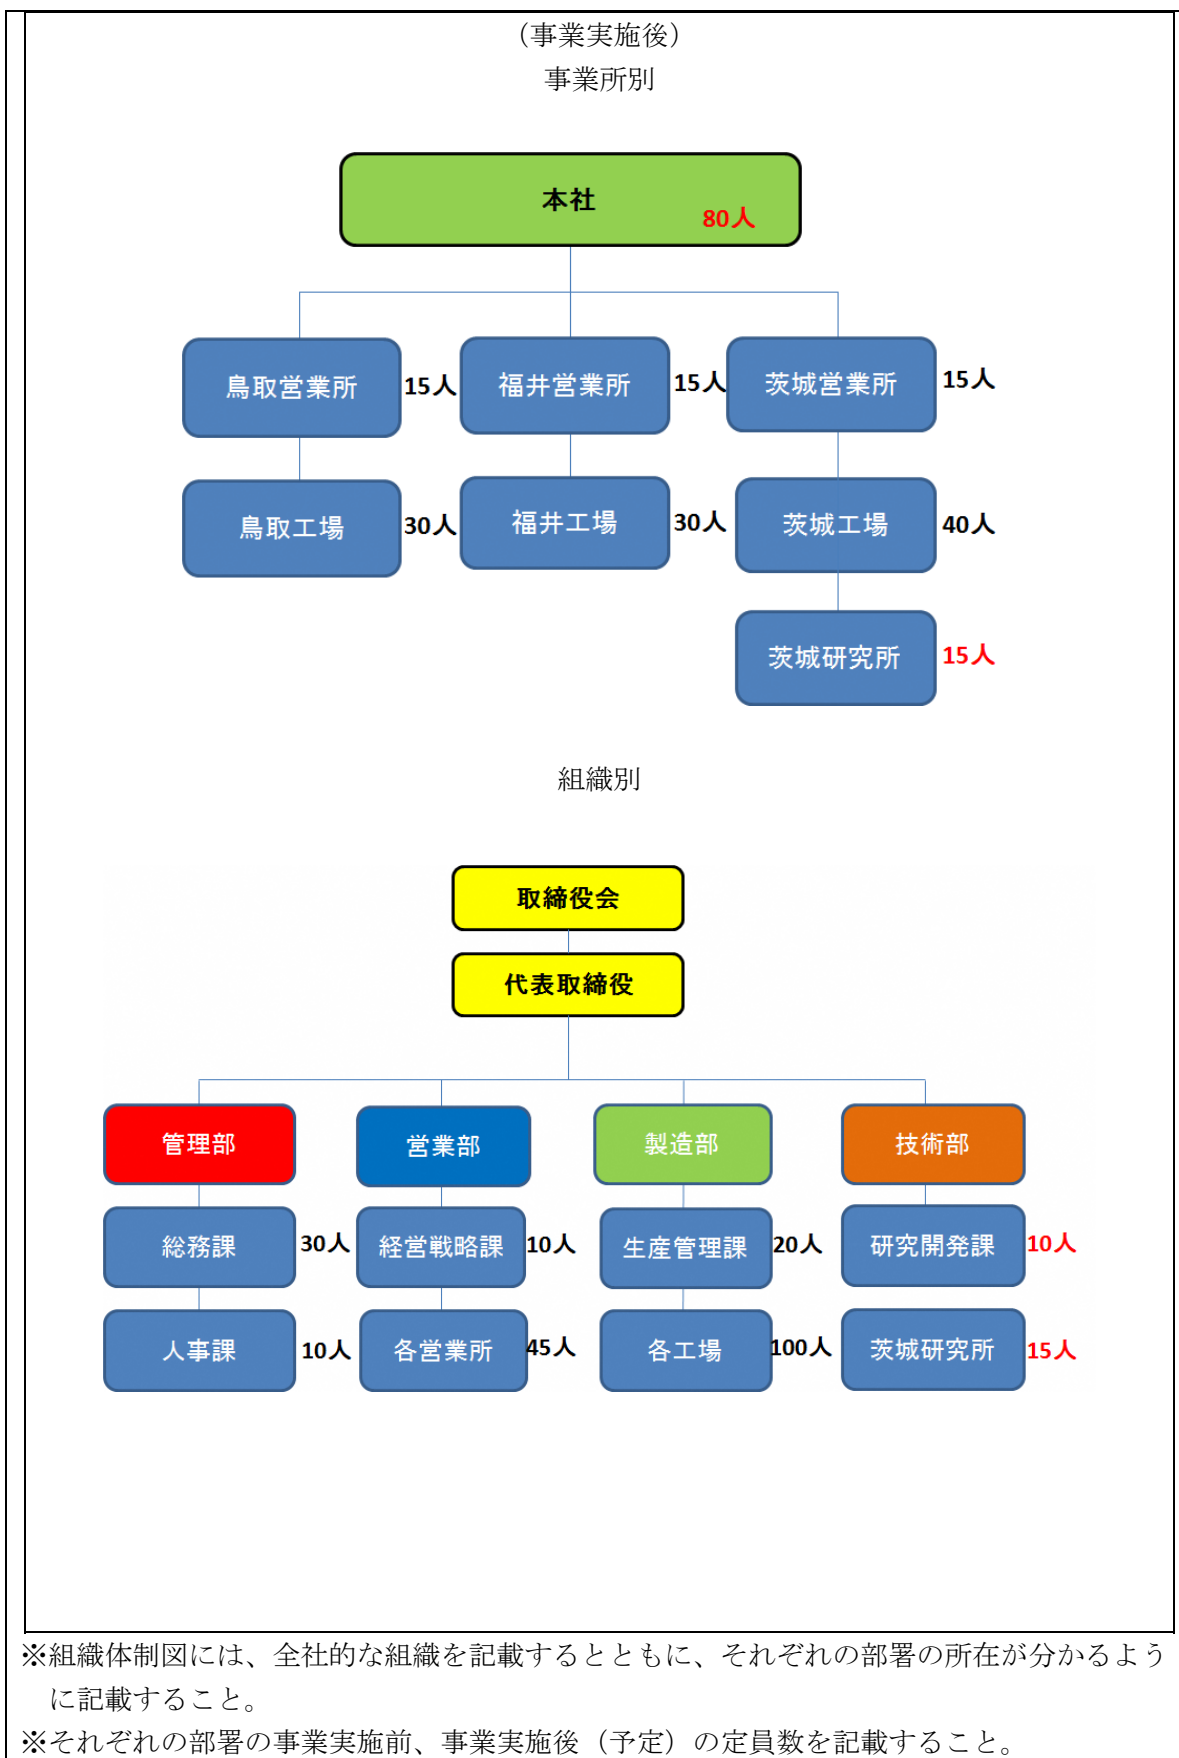 （事業実施後）
事業所別
本社
80人
鳥取営業所
15人
福井営業所
15人
茨城営業所
15人
鳥取工場
30人
福井工場
30人
茨城工場
40人
茨城研究所
15人
組織別
取締役会
代表取締役
管理部
営業部
製造部
技術部
総務課
30人
経営戦略課
10人
生産管理課
20人
研究開発課
10人
人事課
10人
各営業所
45人
各工場
100人
茨城研究所
15人
※組織体制図には、全社的な組織を記載するとともに、それぞれの部署の所在が分かるよう
に記載すること。
※それぞれの部署の事業実施前、事業実施後（予定）の定員数を記載すること。